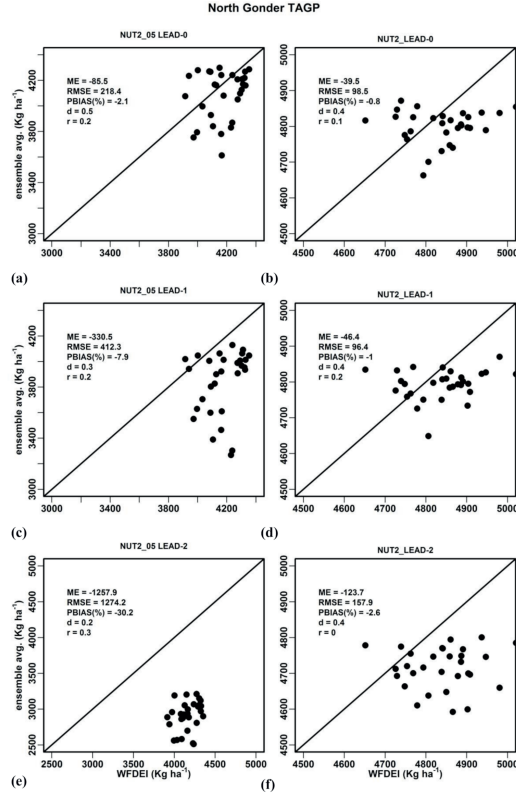 North Gonder TAGP
NUT2_05 LEAD-0
ME = -85.5
RMSE = 218.4
PBIAS(%) = -2.1
d = 0.5
r = 0.2
ensemble avg. (Kg ha⁻¹)
3000 3400 3800 4200
3000 3400 3800 4200
(a)
NUT2_LEAD-0
ME = -39.5
RMSE = 98.5
PBIAS(%) = -0.8
d = 0.4
r = 0.1
4500 4600 4700 4800 4900 5000
4500 4600 4700 4800 4900 5000
(b)
NUT2_05 LEAD-1
ME = -330.5
RMSE = 412.3
PBIAS(%) = -7.9
d = 0.3
r = 0.2
ensemble avg. (Kg ha⁻¹)
3000 3400 3800 4200
3000 3400 3800 4200
(c)
NUT2_LEAD-1
ME = -46.4
RMSE = 96.4
PBIAS(%) = -1
d = 0.4
r = 0.2
4500 4600 4700 4800 4900 5000
4500 4600 4700 4800 4900 5000
(d)
NUT2_05 LEAD-2
ME = -1257.9
RMSE = 1274.2
PBIAS(%) = -30.2
d = 0.2
r = 0.3
ensemble avg. (Kg ha⁻¹)
2500 3000 3500 4000 4500 5000
2500 3000 3500 4000 4500 5000
WFDEI (Kg ha⁻¹)
(e)
NUT2_LEAD-2
ME = -123.7
RMSE = 157.9
PBIAS(%) = -2.6
d = 0.4
r = 0
4500 4600 4700 4800 4900 5000
4500 4600 4700 4800 4900 5000
WFDEI (Kg ha⁻¹)
(f)